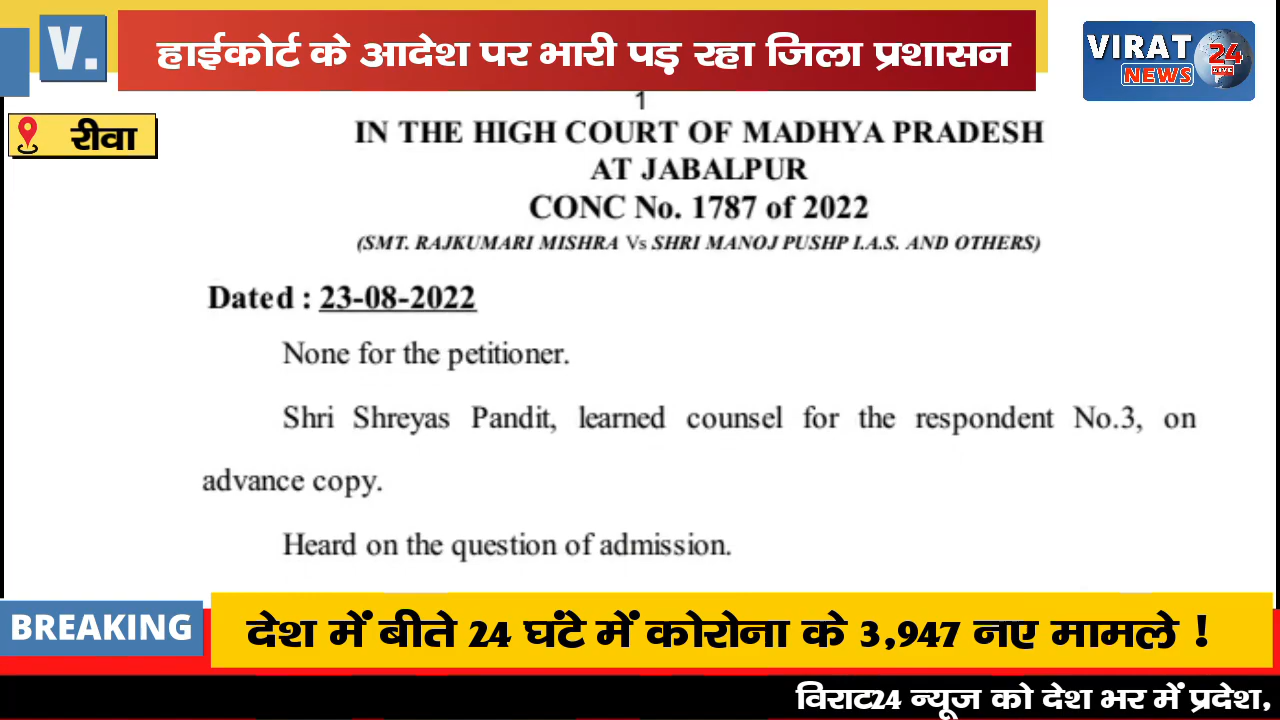 V.
हाईकोर्ट के आदेश पर भारी पड़ रहा जिला प्रशासन
VIRAT 24
NEWS LIVE
रीवा
1
IN THE HIGH COURT OF MADHYA PRADESH
AT JABALPUR
CONC No. 1787 of 2022
(SMT. RAJKUMARI MISHRA Vs SHRI MANOJ PUSHP I.A.S. AND OTHERS)
Dated : 23-08-2022
None for the petitioner.
Shri Shreyas Pandit, learned counsel for the respondent No.3, on
advance copy.
Heard on the question of admission.
BREAKING
देश में बीते 24 घंटे में कोरोना के 3,947 नए मामले !
विराट24 न्यूज को देश भर में प्रदेश,